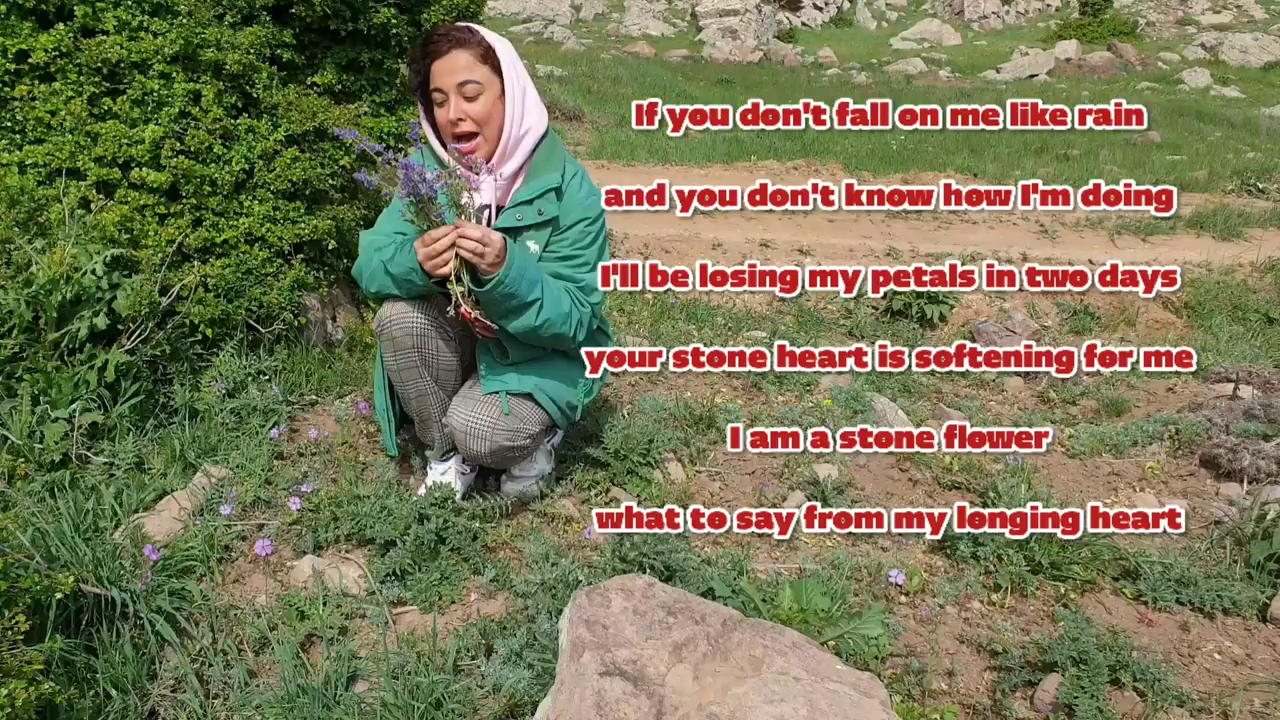 If you don't fall on me like rain
and you don't know how I'm doing
I'll be losing my petals in two days
your stone heart is softening for me
I am a stone flower
what to say from my longing heart